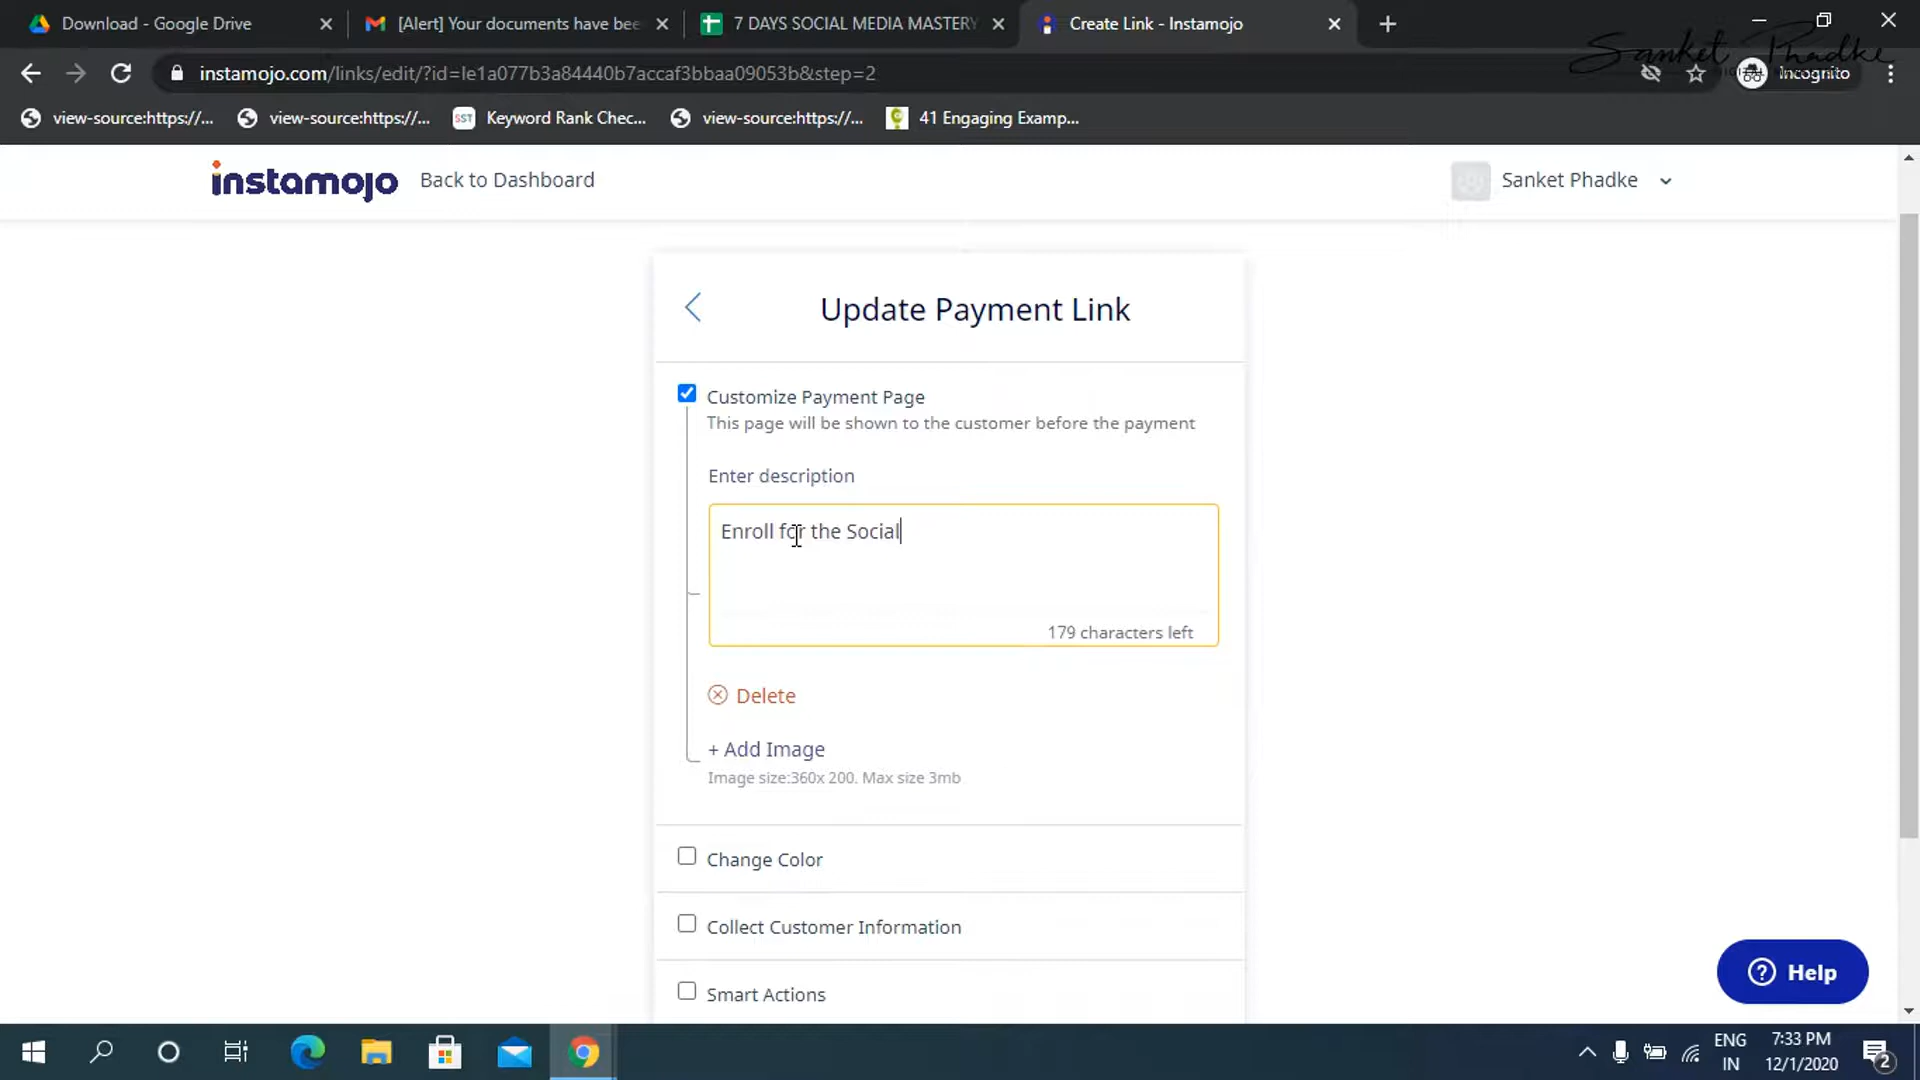 Download - Google Drive
[Alert] Your documents have bee
7 DAYS SOCIAL MEDIA MASTERY
Create Link - Instamojo
Sanket Phadke
instamojo.com/links/edit/?id=le1a077b3a84440b7accaf3bbaa09053b&step=2
Incognito
view-source:https://...
view-source:https://...
SST
Keyword Rank Chec...
view-source:https://...
41 Engaging Examp...
instamojo
Back to Dashboard
Sanket Phadke
Update Payment Link
Customize Payment Page
This page will be shown to the customer before the payment
Enter description
Enroll for the Social
179 characters left
Delete
+ Add Image
Image size:360x 200. Max size 3mb
Change Color
Collect Customer Information
Smart Actions
Help
ENG
IN
7:33 PM
12/1/2020
2